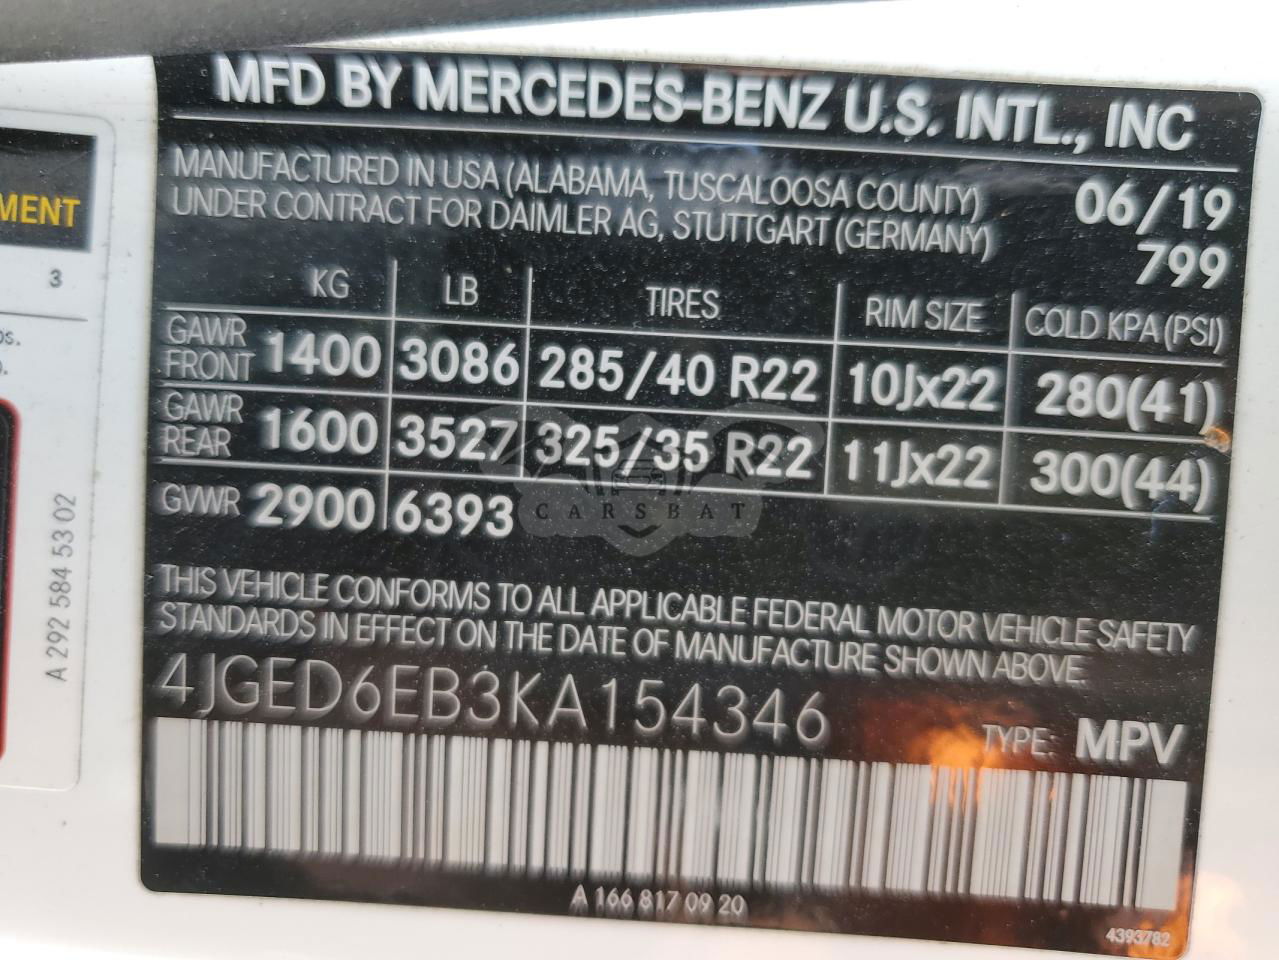 MFD BY MERCEDES-BENZ U.S. INTL., INC
MANUFACTURED IN USA (ALABAMA, TUSCALOOSA COUNTY) 06/19
UNDER CONTRACT FOR DAIMLER AG, STUTTGART (GERMANY) 799
KG LB TIRES RIM SIZE COLD KPA (PSI)
GAWR FRONT 1400 3086 285/40 R22 10Jx22 280(41)
GAWR REAR 1600 3527 325/35 R22 11Jx22 300(44)
GVWR 2900 6393
THIS VEHICLE CONFORMS TO ALL APPLICABLE FEDERAL MOTOR VEHICLE SAFETY
STANDARDS IN EFFECT ON THE DATE OF MANUFACTURE SHOWN ABOVE.
4JGED6EB3KA154346
TYPE: MPV
A 166 817 09 20
4393782
CARSBAT
3
A 292 584 53 02